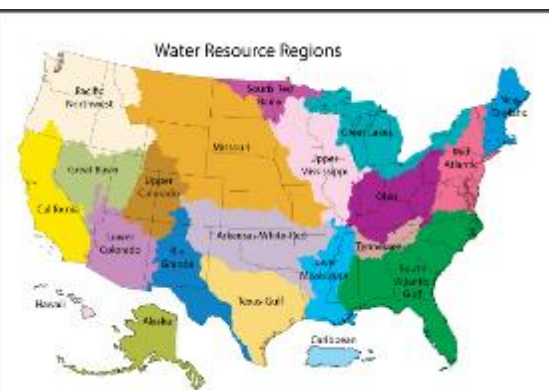 Water Resource Regions
Pacific
Northwest
Souris-Red-
Rainy
New
England
Great Lakes
Missouri
Upper
Mississippi
Mid
Atlantic
Great Basin
Upper
Colorado
Ohio
California
Lower
Colorado
Rio
Grande
Arkansas-White-Red
Tennessee
Lower
Mississippi
South
Atlantic
Gulf
Texas-Gulf
Hawaii
Alaska
Caribbean